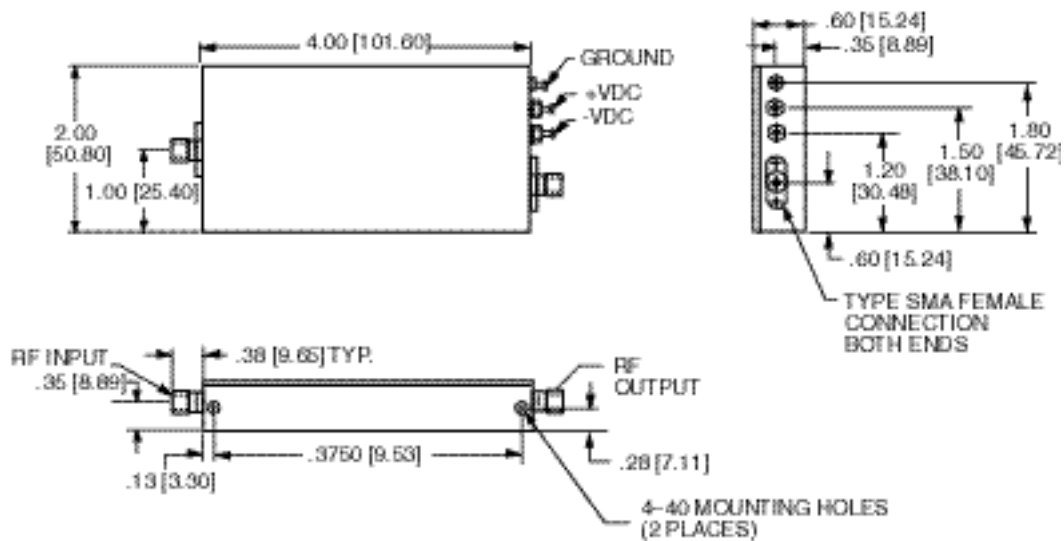 4.00 [101.60]
GROUND
+VDC
-VDC
2.00
[50.80]
1.00 [25.40]
.60 [15.24]
.35 [8.89]
1.80
[45.72]
1.50
[38.10]
1.20
[30.48]
.60 [15.24]
TYPE SMA FEMALE
CONNECTION
BOTH ENDS
RF INPUT
.38 [9.65] TYP.
.35 [8.89]
RF
OUTPUT
.3750 [9.53]
.13 [3.30]
.28 [7.11]
4-40 MOUNTING HOLES
(2 PLACES)